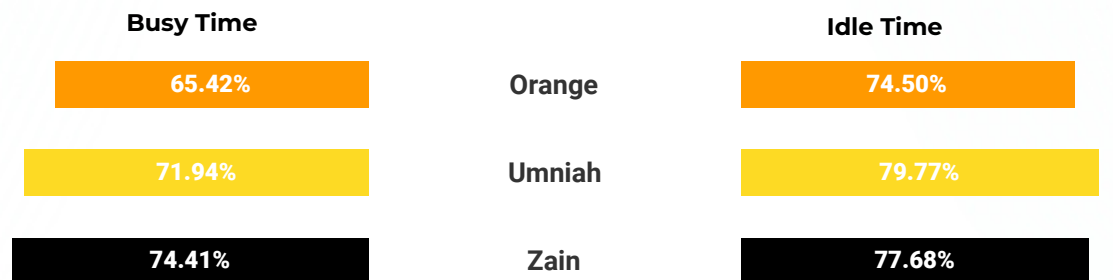 Busy Time
Idle Time
65.42% Orange 74.50%
71.94% Umniah 79.77%
74.41% Zain 77.68%